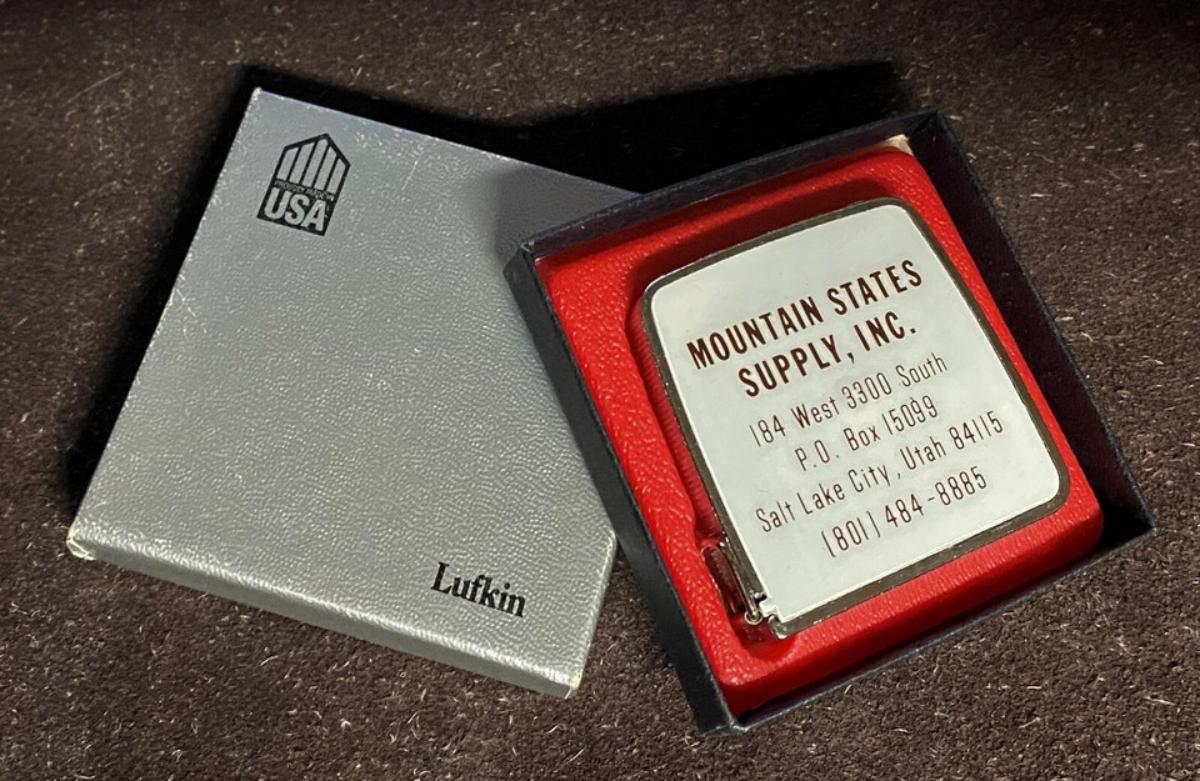 USA
Lufkin
MOUNTAIN STATES
SUPPLY, INC.
184 West 3300 South
P.O. Box 15099
Salt Lake City, Utah 84115
(801) 484-8885